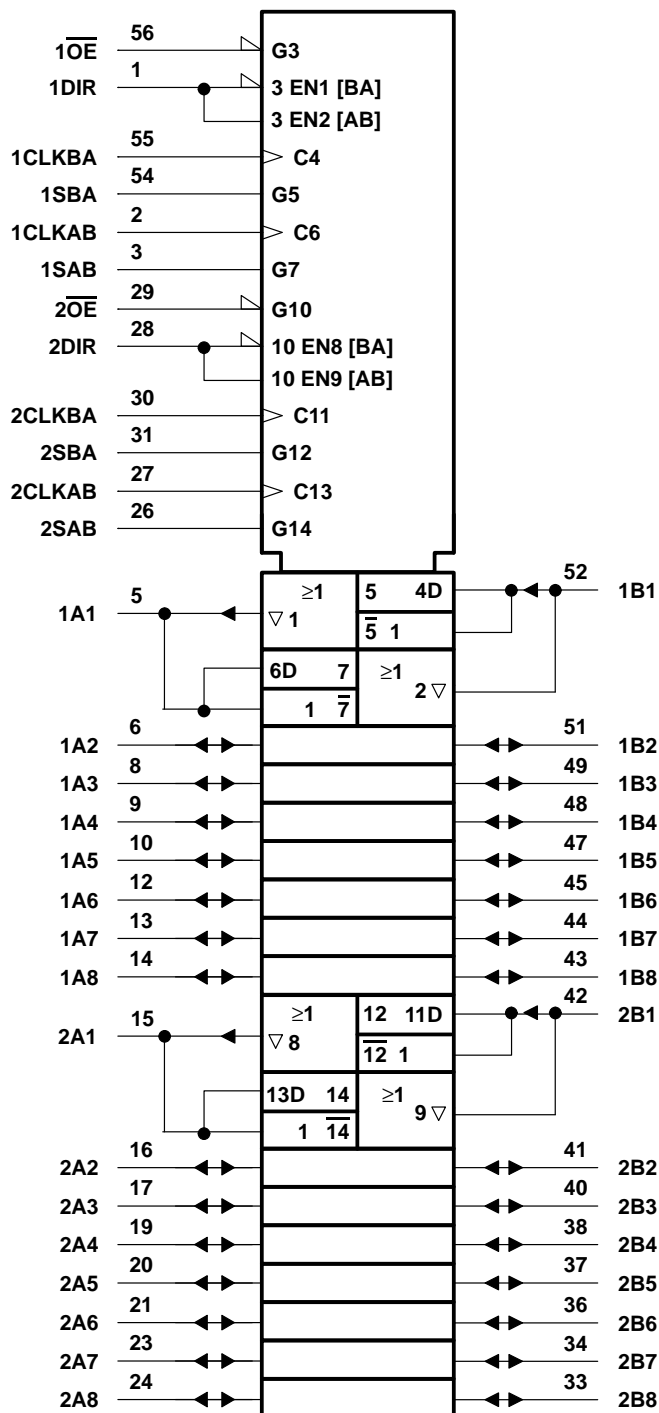 56
1O̅E̅ G3
1
1DIR 3 EN1 [BA]
3 EN2 [AB]
55
1CLKBA C4
54
1SBA G5
2
1CLKAB C6
3
1SAB G7
29
2O̅E̅ G10
28
2DIR 10 EN8 [BA]
10 EN9 [AB]
30
2CLKBA C11
31
2SBA G12
27
2CLKAB C13
26
2SAB G14
5 ≥1 5 4D 52
1A1 ▽ 1 1B1
5̅ 1
6D 7 ≥1
2 ▽
1 7̅
6 51
1A2 1B2
8 49
1A3 1B3
9 48
1A4 1B4
10 47
1A5 1B5
12 45
1A6 1B6
13 44
1A7 1B7
14 43
1A8 1B8
15 ≥1 12 11D 42
2A1 ▽ 8 2B1
1̅2̅ 1
13D 14 ≥1
9 ▽
1 1̅4̅
16 41
2A2 2B2
17 40
2A3 2B3
19 38
2A4 2B4
20 37
2A5 2B5
21 36
2A6 2B6
23 34
2A7 2B7
24 33
2A8 2B8